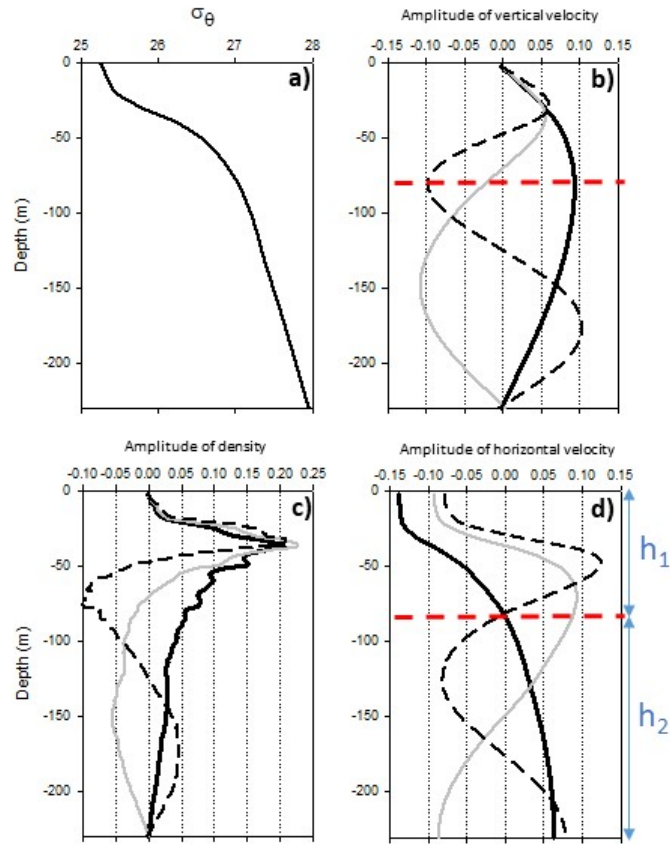 σθ
25 26 27 28
0
-50
-100
-150
-200
Depth (m)
a)
Amplitude of vertical velocity
-0.15 -0.10 -0.05 0.00 0.05 0.10 0.15
0
-50
-100
-150
-200
b)
Amplitude of density
-0.10 -0.05 0.00 0.05 0.10 0.15 0.20 0.25
0
-50
-100
-150
-200
Depth (m)
c)
Amplitude of horizontal velocity
-0.14 -0.10 -0.05 0.00 0.05 0.10 0.15
0
-50
-100
-150
-200
d)
h1
h2